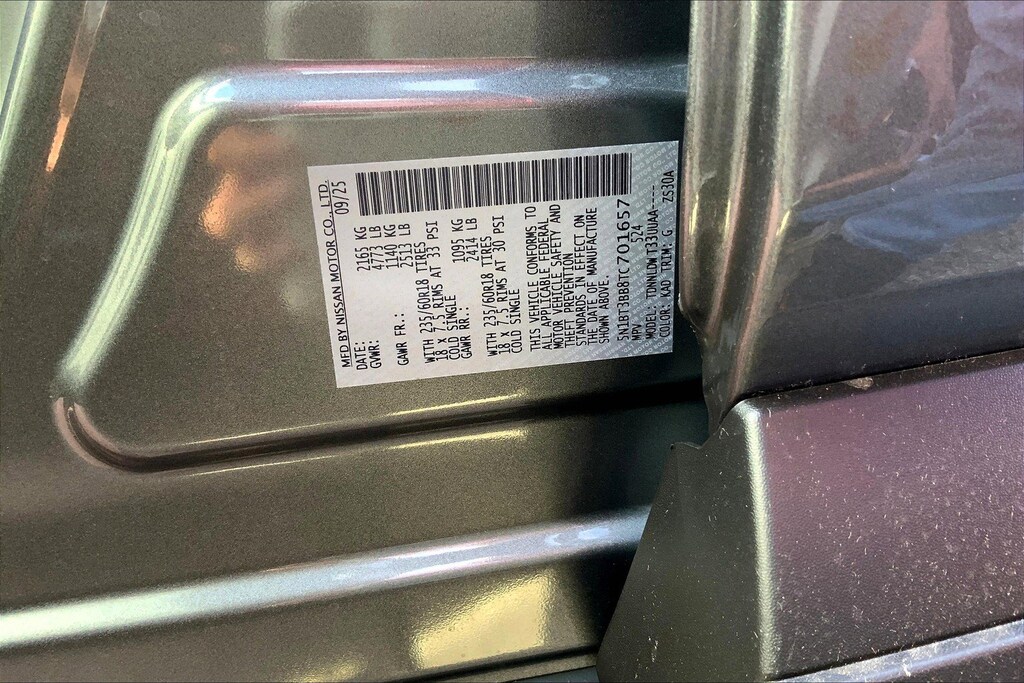 MFD BY NISSAN MOTOR CO., LTD.
DATE: 09/25
GVWR: 2165 KG
4773 LB
GAWR FR.: 1140 KG
2513 LB
WITH 235/60R18 TIRES
18 X 7.5 RIMS AT 33 PSI
COLD SINGLE
GAWR RR.: 1095 KG
2414 LB
WITH 235/60R18 TIRES
18 X 7.5 RIMS AT 30 PSI
COLD SINGLE
THIS VEHICLE CONFORMS TO
ALL APPLICABLE FEDERAL
MOTOR VEHICLE SAFETY AND
THEFT PREVENTION
STANDARDS IN EFFECT ON
THE DATE OF MANUFACTURE
SHOWN ABOVE.
5N1BT3BB8TC701657
MPV 524
MODEL: TDNNLDW T33UUAA-----
COLOR: KAD TRIM: G ZS30A